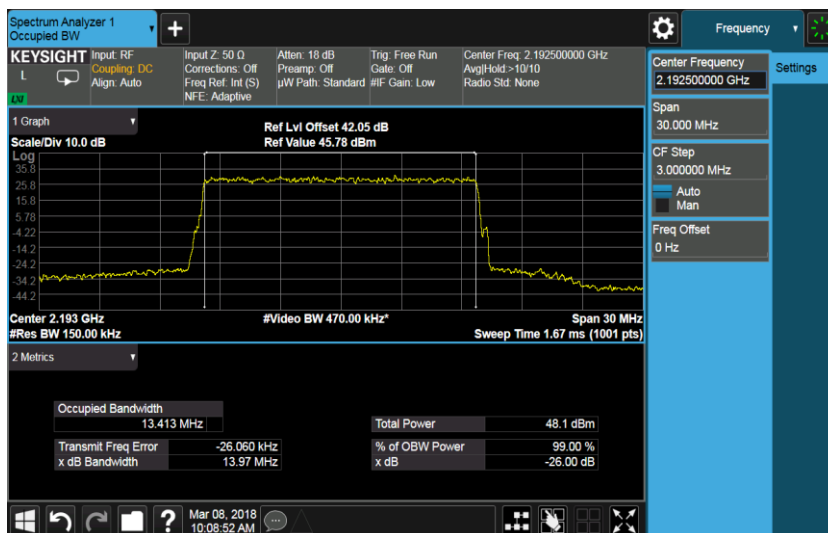 Spectrum Analyzer 1
Occupied BW
+
Frequency
KEYSIGHT
L
LXI
Input: RF
Coupling: DC
Align: Auto
Input Z: 50 Ω
Corrections: Off
Freq Ref: Int (S)
NFE: Adaptive
Atten: 18 dB
Preamp: Off
µW Path: Standard
Trig: Free Run
Gate: Off
#IF Gain: Low
Center Freq: 2.192500000 GHz
Avg|Hold:>10/10
Radio Std: None
Center Frequency
2.192500000 GHz
Settings
Span
30.000 MHz
CF Step
3.000000 MHz
Auto
Man
Freq Offset
0 Hz
1 Graph
Scale/Div 10.0 dB
Ref Lvl Offset 42.05 dB
Ref Value 45.78 dBm
Log
35.8
25.8
15.8
5.78
-4.22
-14.2
-24.2
-34.2
-44.2
Center 2.193 GHz
#Video BW 470.00 kHz*
Span 30 MHz
#Res BW 150.00 kHz
Sweep Time 1.67 ms (1001 pts)
2 Metrics
Occupied Bandwidth
13.413 MHz
Total Power 48.1 dBm
Transmit Freq Error -26.060 kHz
% of OBW Power 99.00 %
x dB Bandwidth 13.97 MHz
x dB -26.00 dB
?
Mar 08, 2018
10:08:52 AM